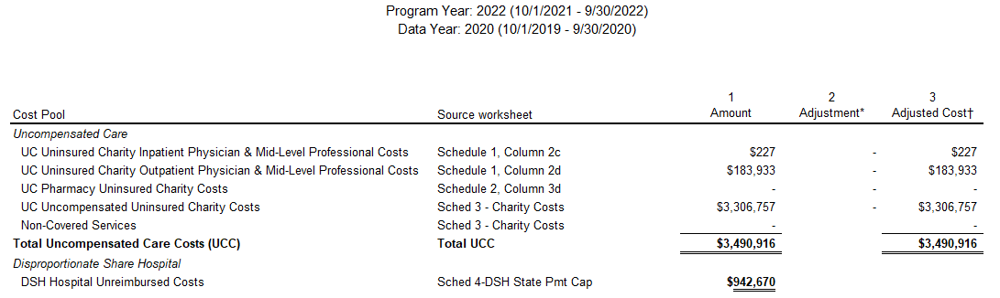 Program Year: 2022 (10/1/2021 - 9/30/2022)
Data Year: 2020 (10/1/2019 - 9/30/2020)
1 2 3
Cost Pool Source worksheet Amount Adjustment* Adjusted Cost†
Uncompensated Care
UC Uninsured Charity Inpatient Physician & Mid-Level Professional Costs Schedule 1, Column 2c $227 - $227
UC Uninsured Charity Outpatient Physician & Mid-Level Professional Costs Schedule 1, Column 2d $183,933 - $183,933
UC Pharmacy Uninsured Charity Costs Schedule 2, Column 3d - - -
UC Uncompensated Uninsured Charity Costs Sched 3 - Charity Costs $3,306,757 - $3,306,757
Non-Covered Services Sched 3 - Charity Costs - -
Total Uncompensated Care Costs (UCC) Total UCC $3,490,916 $3,490,916
Disproportionate Share Hospital
DSH Hospital Unreimbursed Costs Sched 4-DSH State Pmt Cap $942,670